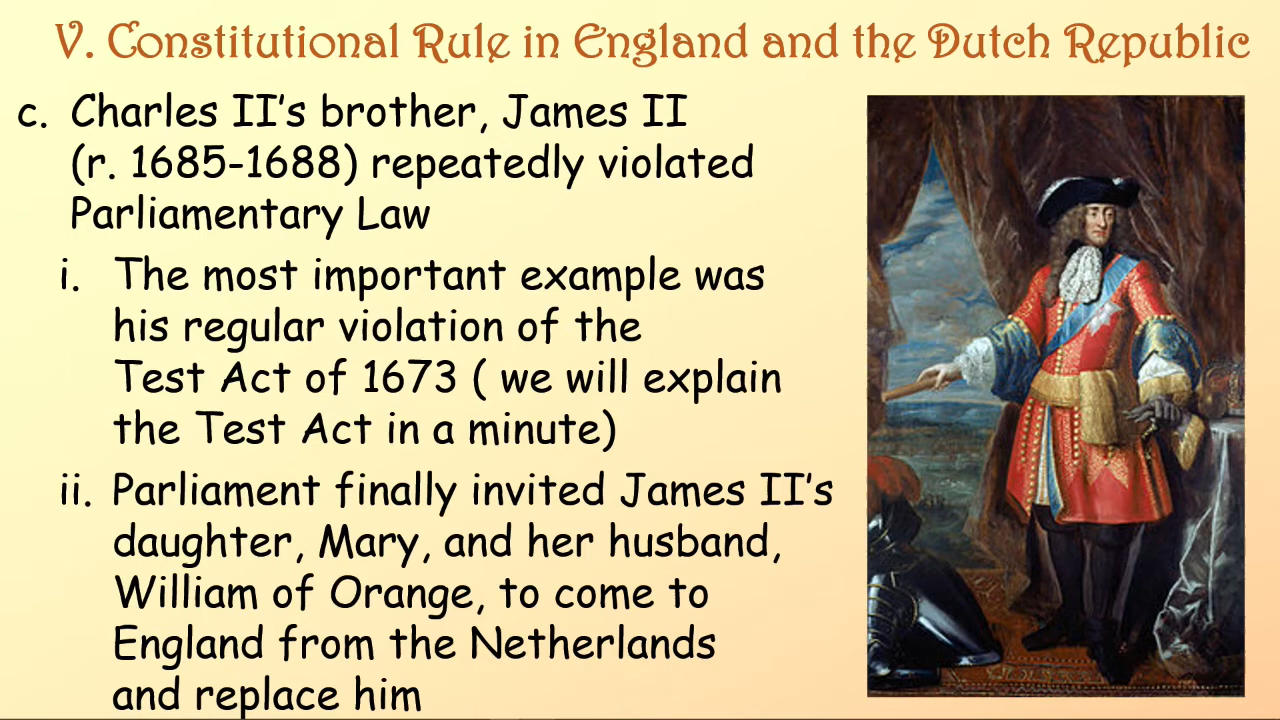 V. Constitutional Rule in England and the Dutch Republic
c. Charles II's brother, James II
(r. 1685-1688) repeatedly violated
Parliamentary Law
i. The most important example was
his regular violation of the
Test Act of 1673 ( we will explain
the Test Act in a minute)
ii. Parliament finally invited James II's
daughter, Mary, and her husband,
William of Orange, to come to
England from the Netherlands
and replace him